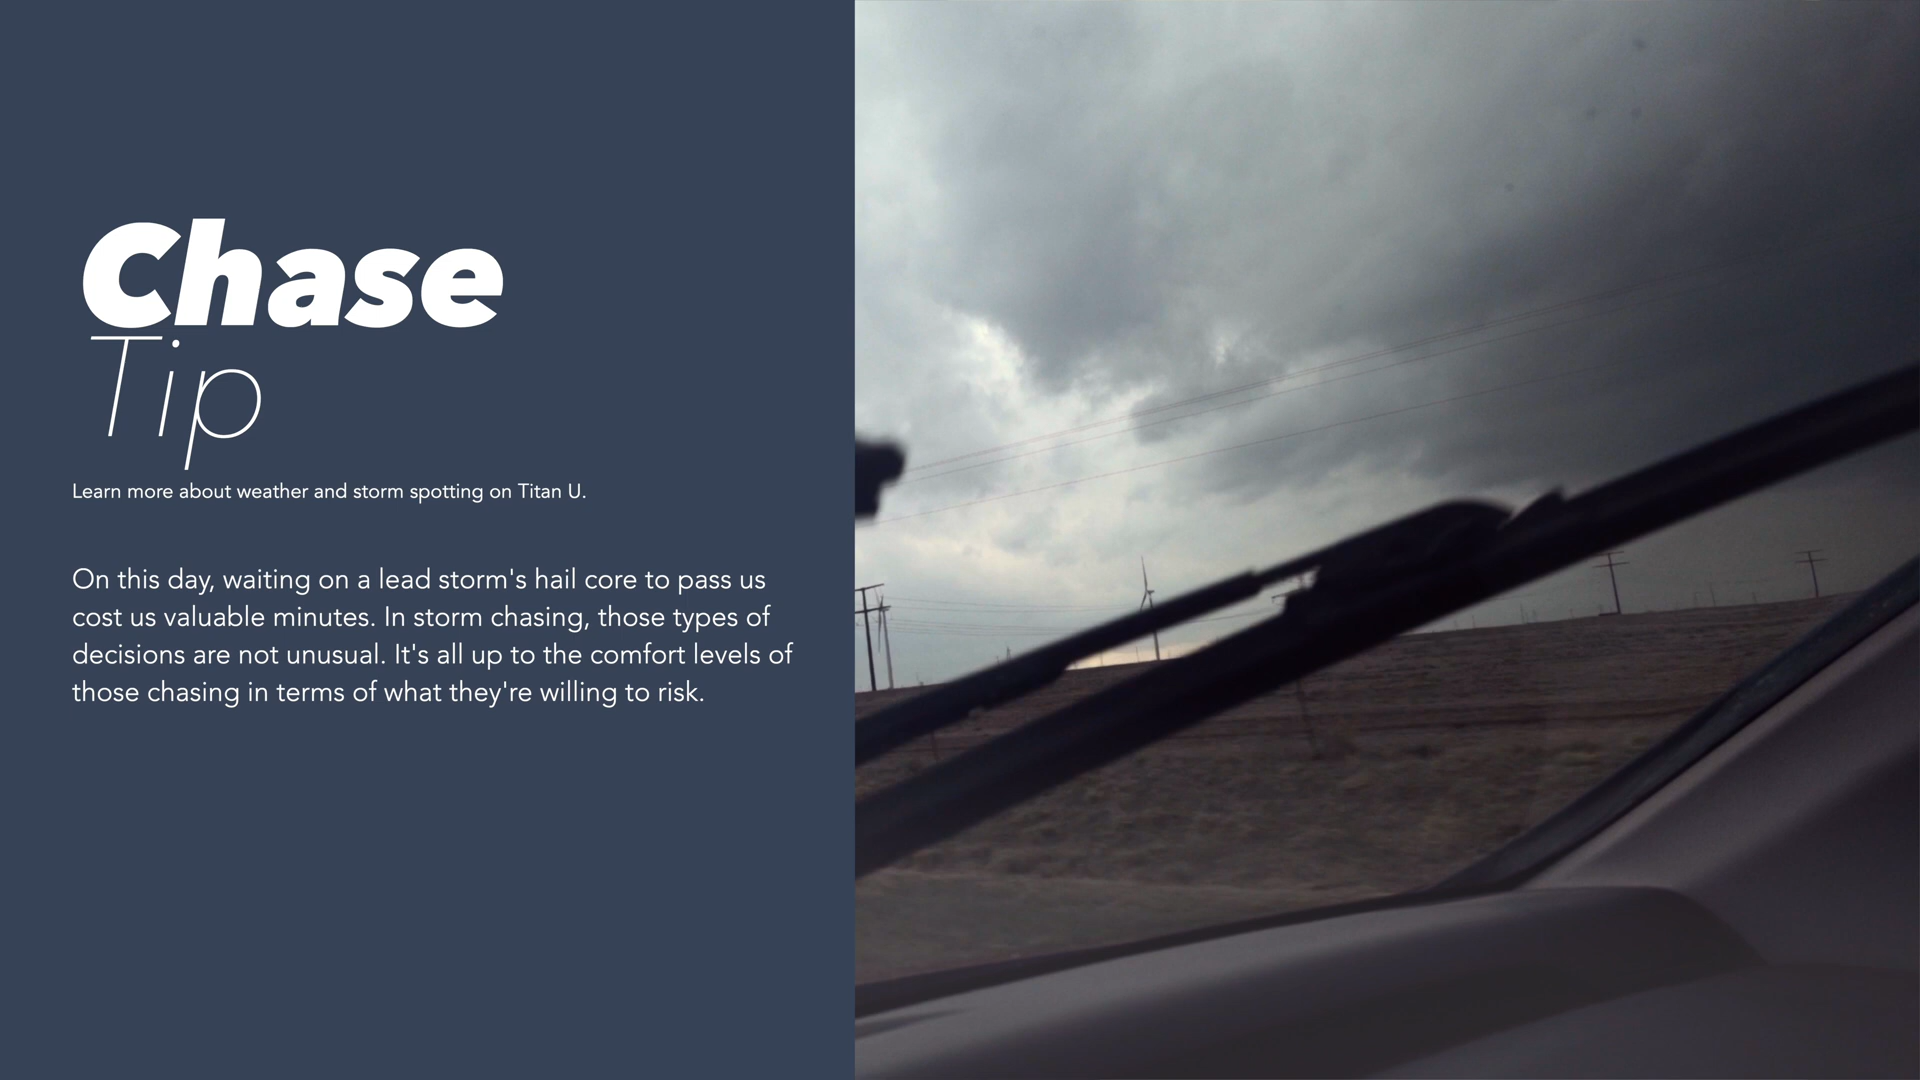 Chase
Tip
Learn more about weather and storm spotting on Titan U.
On this day, waiting on a lead storm's hail core to pass us
cost us valuable minutes. In storm chasing, those types of
decisions are not unusual. It's all up to the comfort levels of
those chasing in terms of what they're willing to risk.